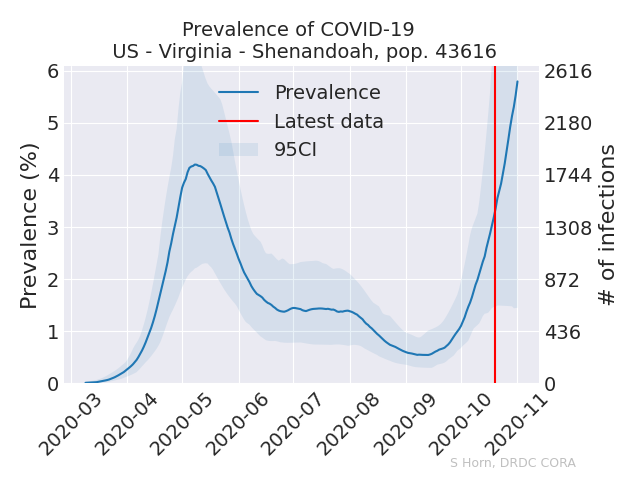 Prevalence of COVID-19
US - Virginia - Shenandoah, pop. 43616
Prevalence (%)
6
5
4
3
2
1
0
Prevalence
Latest data
95CI
2616
2180
1744
1308
872
436
0
# of infections
2020-03
2020-04
2020-05
2020-06
2020-07
2020-08
2020-09
2020-10
2020-11
S Horn, DRDC CORA